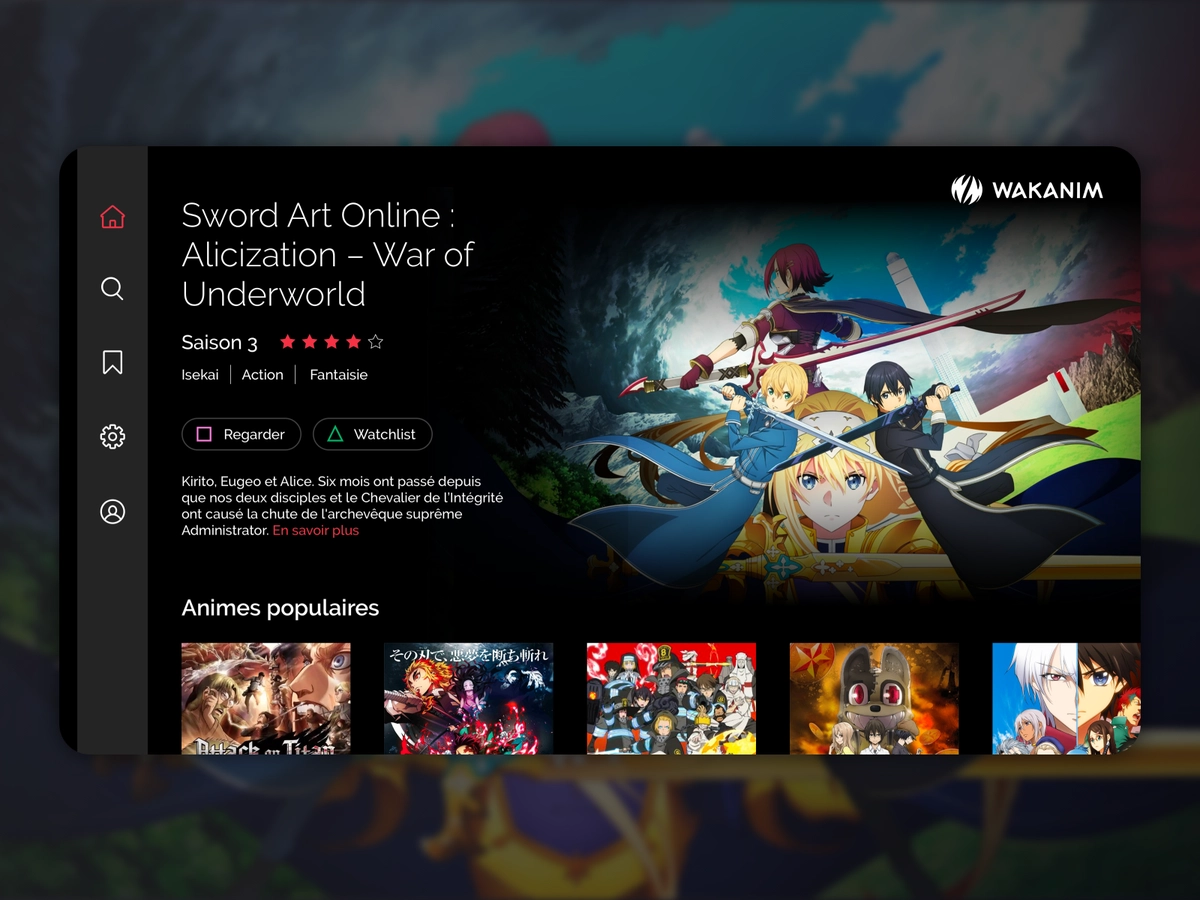 WAKANIM
Sword Art Online :
Alicization – War of
Underworld
Saison 3
Isekai
Action
Fantaisie
Regarder
Watchlist
Kirito, Eugeo et Alice. Six mois ont passé depuis
que nos deux disciples et le Chevalier de l'Intégrité
ont causé la chute de l'archevêque suprême
Administrator. En savoir plus
Animes populaires
Attack on Titan
その刃で、悪夢を断ち斬れ